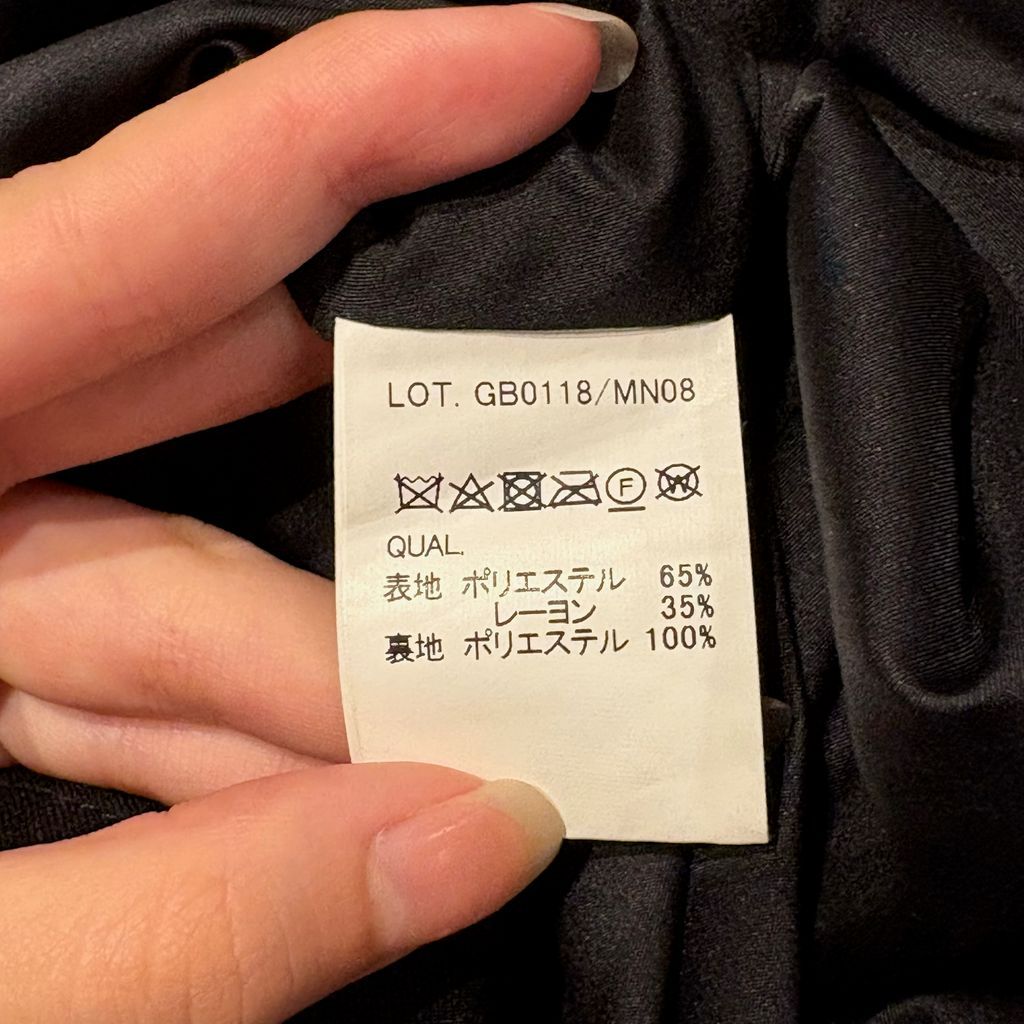 LOT. GB0118/MN08
F W
QUAL.
表地 ポリエステル 65%
レーヨン 35%
裏地 ポリエステル 100%